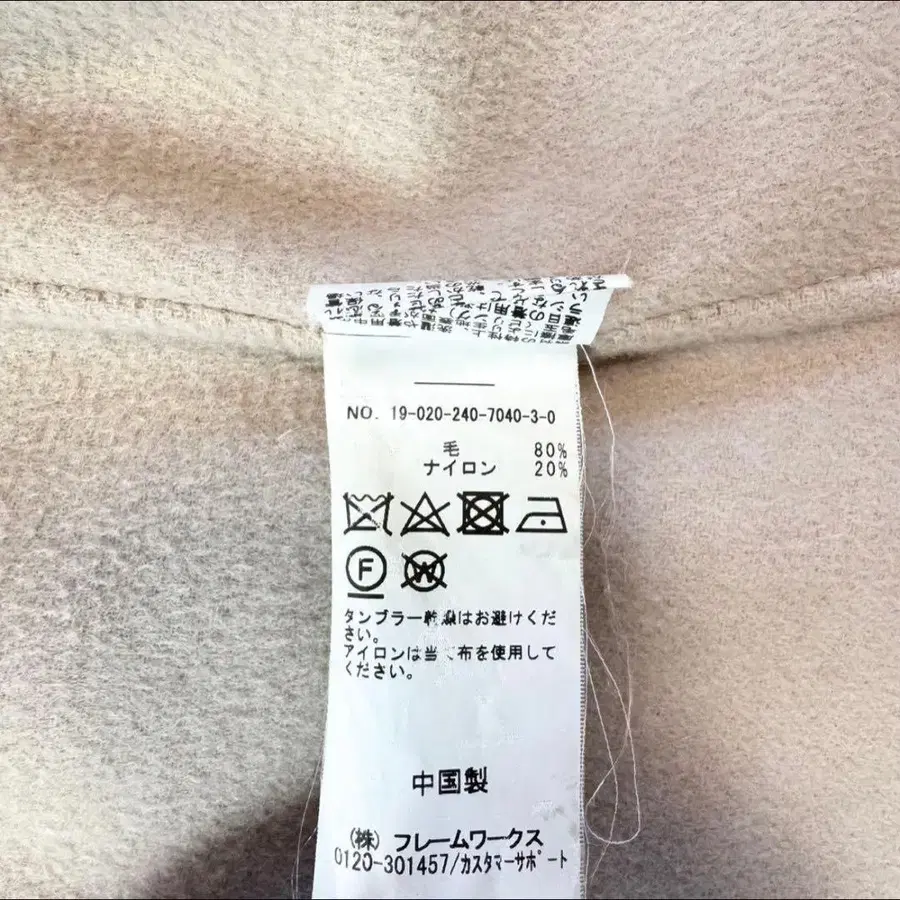 NO. 19-020-240-7040-3-0
毛 80%
ナイロン 20%
F
W
タンブラー乾燥はお避けくだ
さい。
アイロンは当て布を使用して
ください。
中国製
(株) フレームワークス
0120-301457/カスタマーサポート